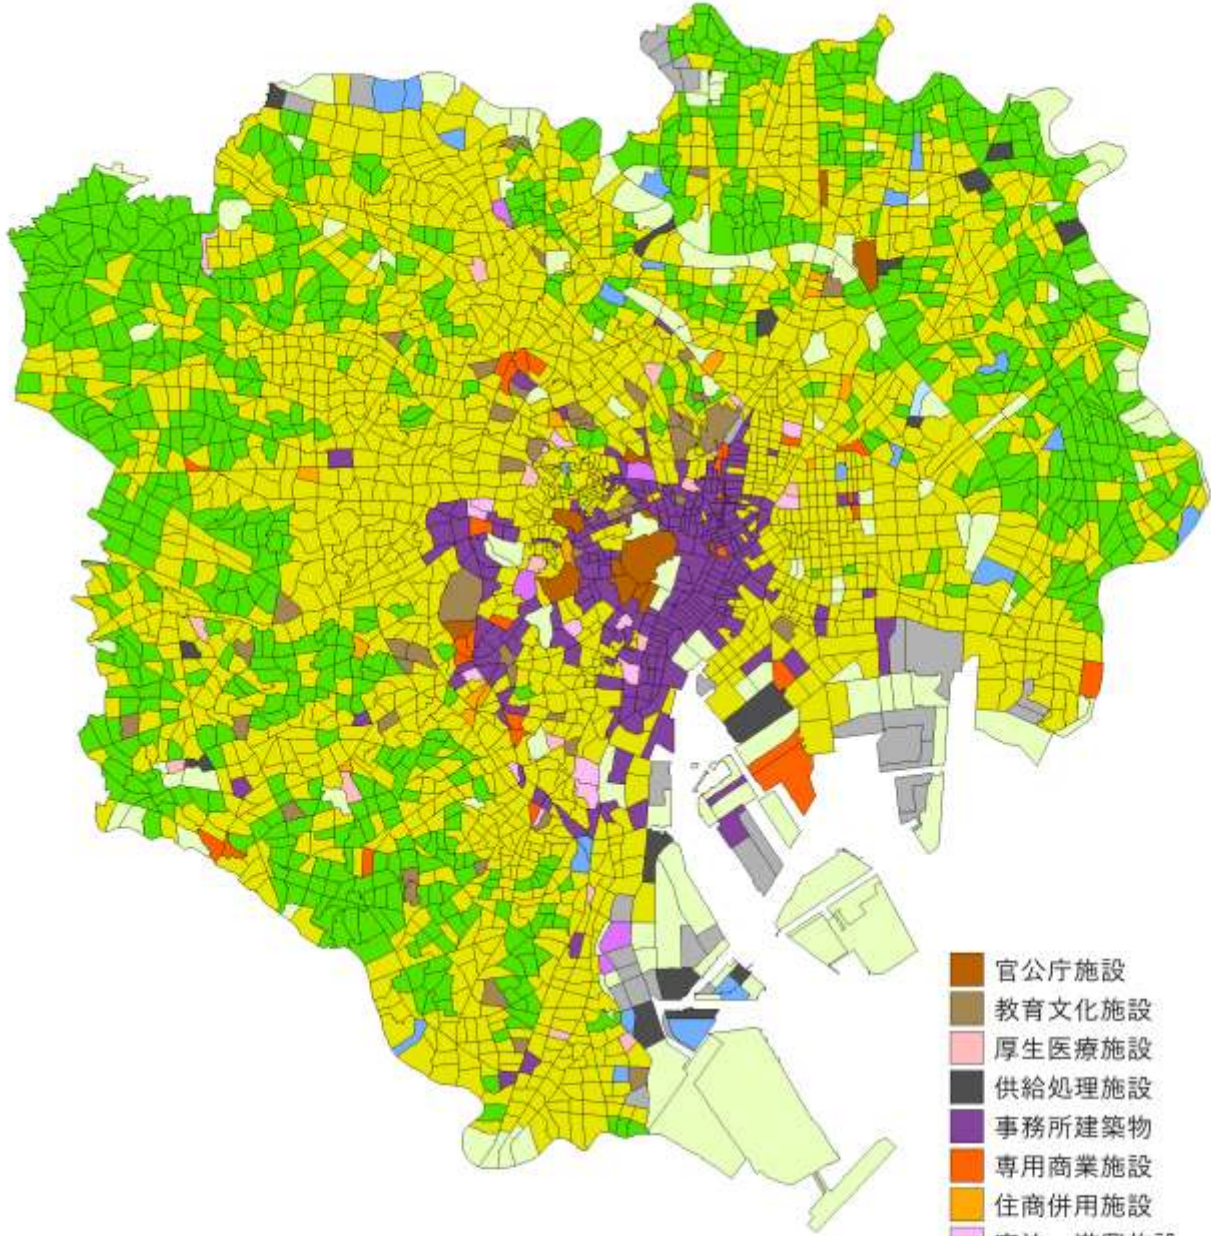 官公庁施設
教育文化施設
厚生医療施設
供給処理施設
事務所建築物
専用商業施設
住商併用施設